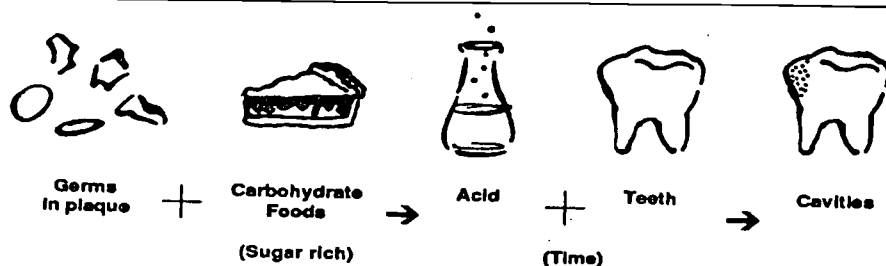 Germs
in plaque
+
Carbohydrate
Foods
(Sugar rich)
→
Acid
+
(Time)
Teeth
→
Cavities